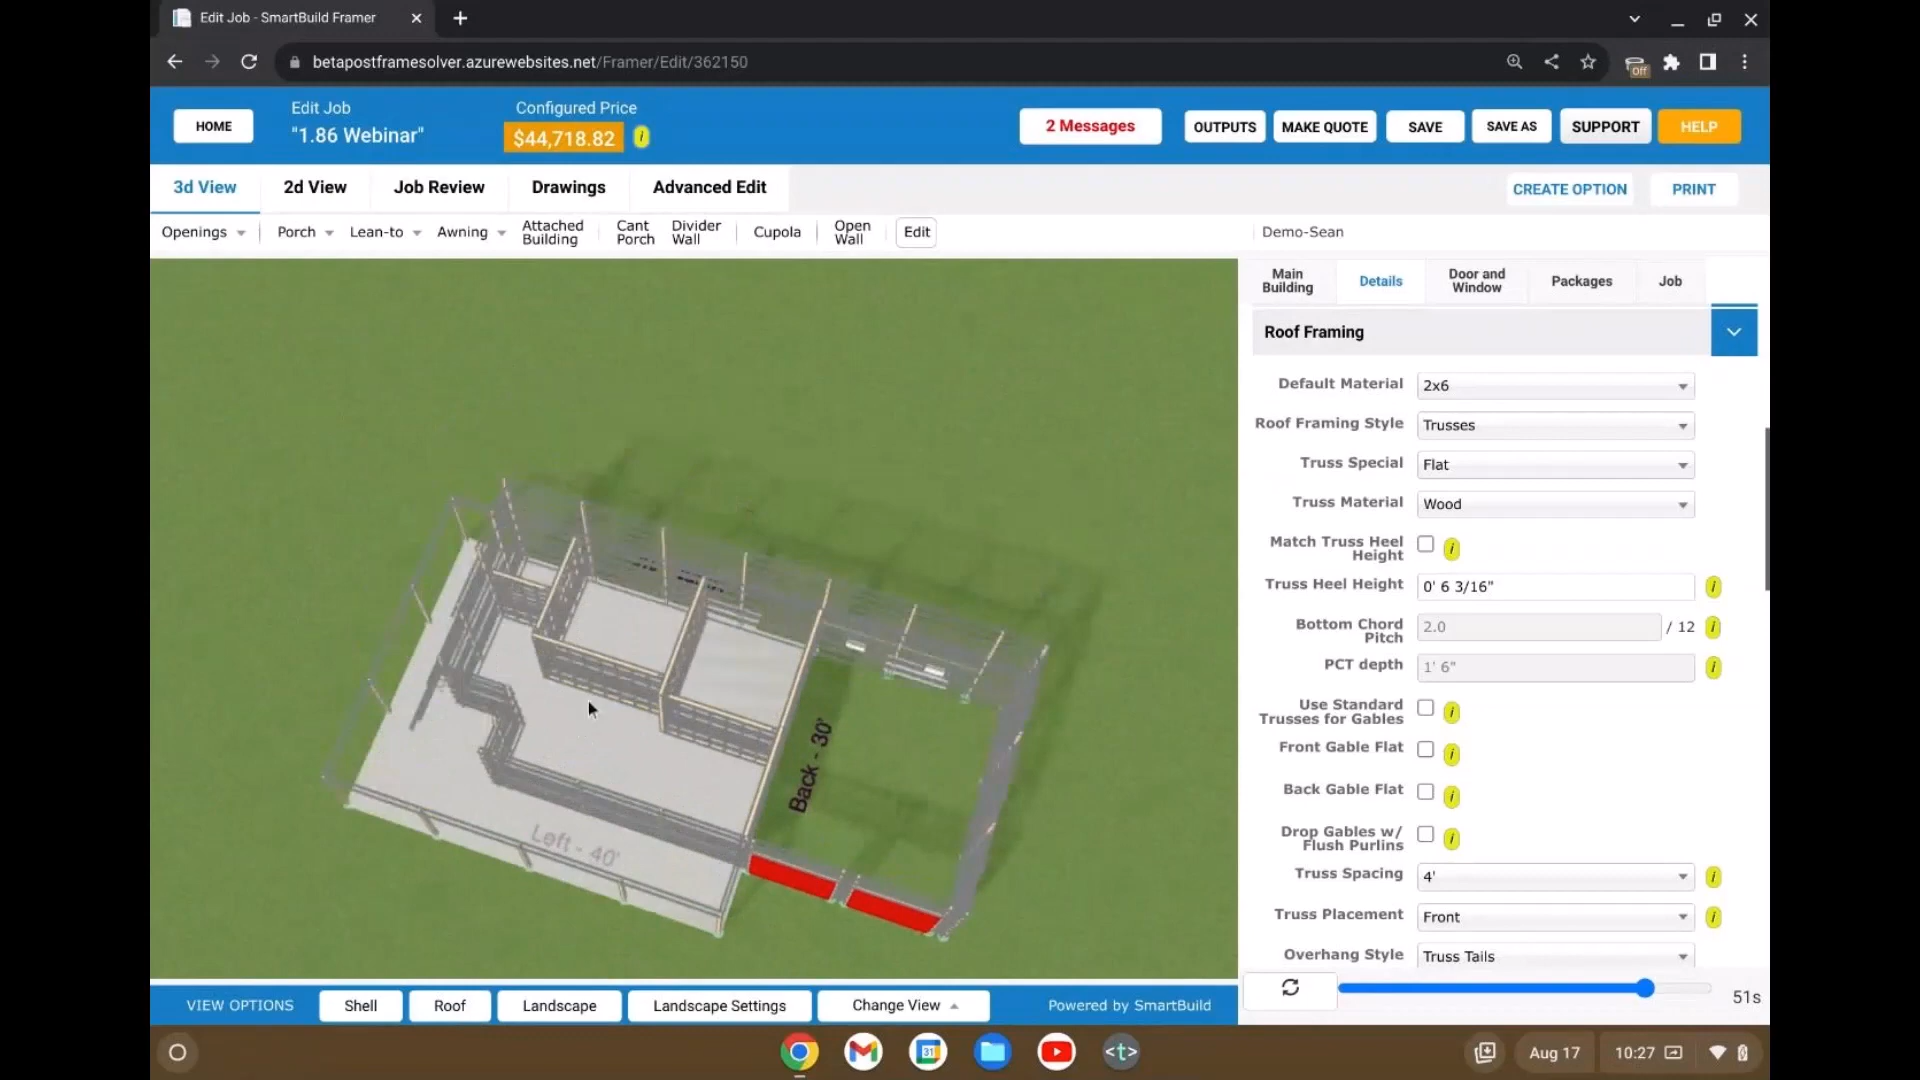 Edit Job - SmartBuild Framer
betapostframesolver.azurewebsites.net/Framer/Edit/362150
Off
HOME
Edit Job
"1.86 Webinar"
Configured Price
$44,718.82
i
2 Messages
OUTPUTS
MAKE QUOTE
SAVE
SAVE AS
SUPPORT
HELP
3d View
2d View
Job Review
Drawings
Advanced Edit
CREATE OPTION
PRINT
Openings
Porch
Lean-to
Awning
Attached Building
Cant Porch
Divider Wall
Cupola
Open Wall
Edit
Demo-Sean
Main Building
Details
Door and Window
Packages
Job
Roof Framing
Default Material
2x6
Roof Framing Style
Trusses
Truss Special
Flat
Truss Material
Wood
Match Truss Heel Height
i
Truss Heel Height
0' 6 3/16"
i
Bottom Chord Pitch
2.0
/ 12
i
PCT depth
1' 6"
i
Use Standard Trusses for Gables
i
Front Gable Flat
i
Back Gable Flat
i
Drop Gables w/ Flush Purlins
i
Truss Spacing
4'
i
Truss Placement
Front
i
Overhang Style
Truss Tails
51s
Back - 30'
Left - 40'
VIEW OPTIONS
Shell
Roof
Landscape
Landscape Settings
Change View
Powered by SmartBuild
31
<t>
Aug 17
10:27